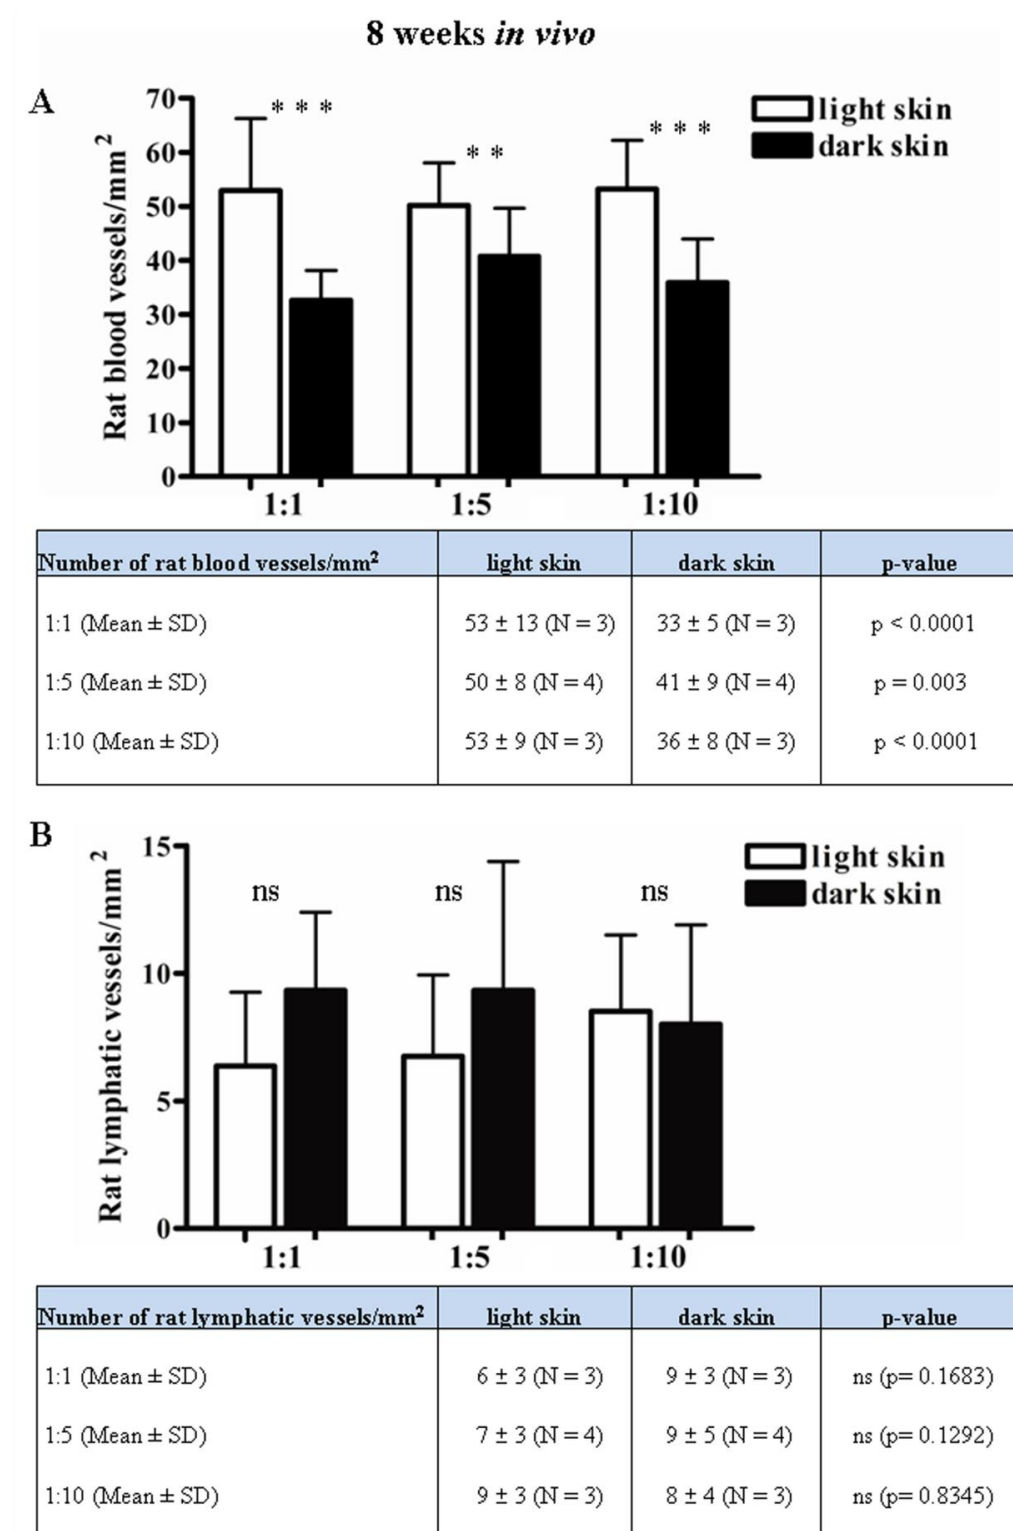 8 weeks in vivo
A
Rat blood vessels/mm²
70
60
50
40
30
20
10
0
* * *
* *
* * *
light skin
dark skin
1:1 1:5 1:10
Number of rat blood vessels/mm² light skin dark skin p-value
1:1 (Mean ± SD) 53 ± 13 (N = 3) 33 ± 5 (N = 3) p < 0.0001
1:5 (Mean ± SD) 50 ± 8 (N = 4) 41 ± 9 (N = 4) p = 0.003
1:10 (Mean ± SD) 53 ± 9 (N = 3) 36 ± 8 (N = 3) p < 0.0001
B
Rat lymphatic vessels/mm²
15
10
5
0
ns ns ns
light skin
dark skin
1:1 1:5 1:10
Number of rat lymphatic vessels/mm² light skin dark skin p-value
1:1 (Mean ± SD) 6 ± 3 (N = 3) 9 ± 3 (N = 3) ns (p= 0.1683)
1:5 (Mean ± SD) 7 ± 3 (N = 4) 9 ± 5 (N = 4) ns (p= 0.1292)
1:10 (Mean ± SD) 9 ± 3 (N = 3) 8 ± 4 (N = 3) ns (p= 0.8345)